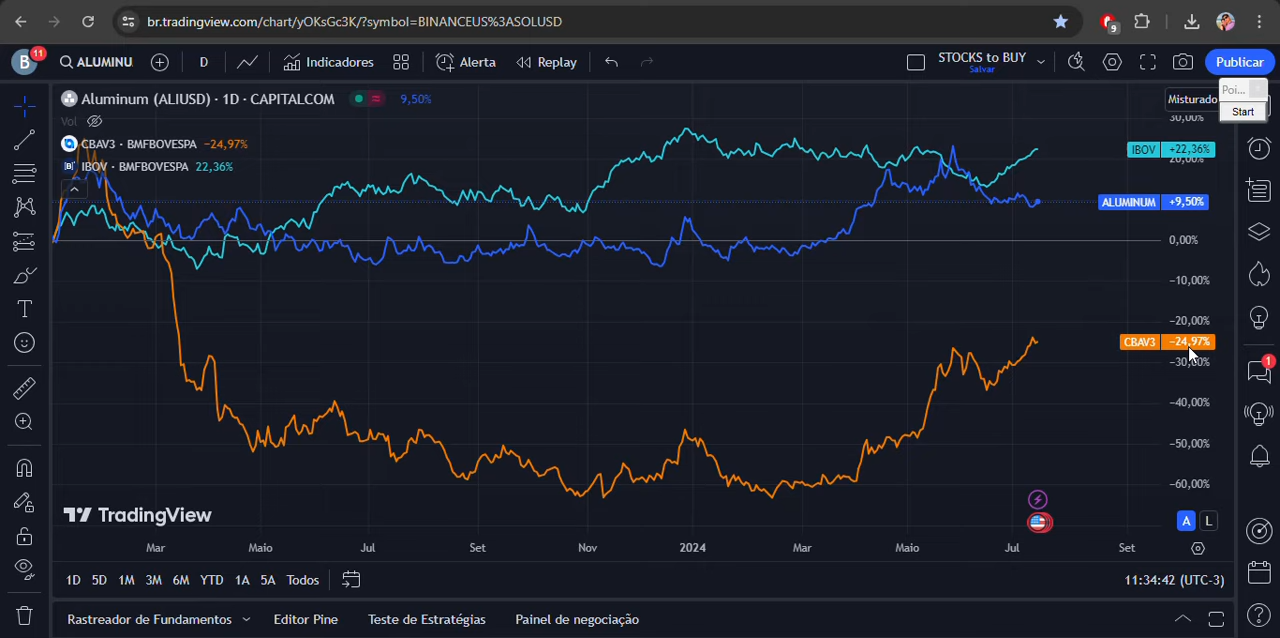 br.tradingview.com/chart/yOKsGc3K/?symbol=BINANCEUS%3ASOLUSD
9
B 11 ALUMINU D Indicadores Alerta Replay STOCKS to BUY Salvar Publicar
Poi...
Start
Aluminum (ALIUSD) · 1D · CAPITALCOM 9,50% Misturado
Vol
30,00%
CBAV3 · BMFBOVESPA −24,97%
IBOV · BMFBOVESPA 22,36%
IBOV +22,36%
20,00%
ALUMINUM +9,50%
0,00%
−10,00%
−20,00%
CBAV3 −24,97%
−30,00%
1
−40,00%
−50,00%
−60,00%
TradingView
A L
Mar Maio Jul Set Nov 2024 Mar Maio Jul Set
1D 5D 1M 3M 6M YTD 1A 5A Todos 11:34:42 (UTC-3)
Rastreador de Fundamentos Editor Pine Teste de Estratégias Painel de negociação